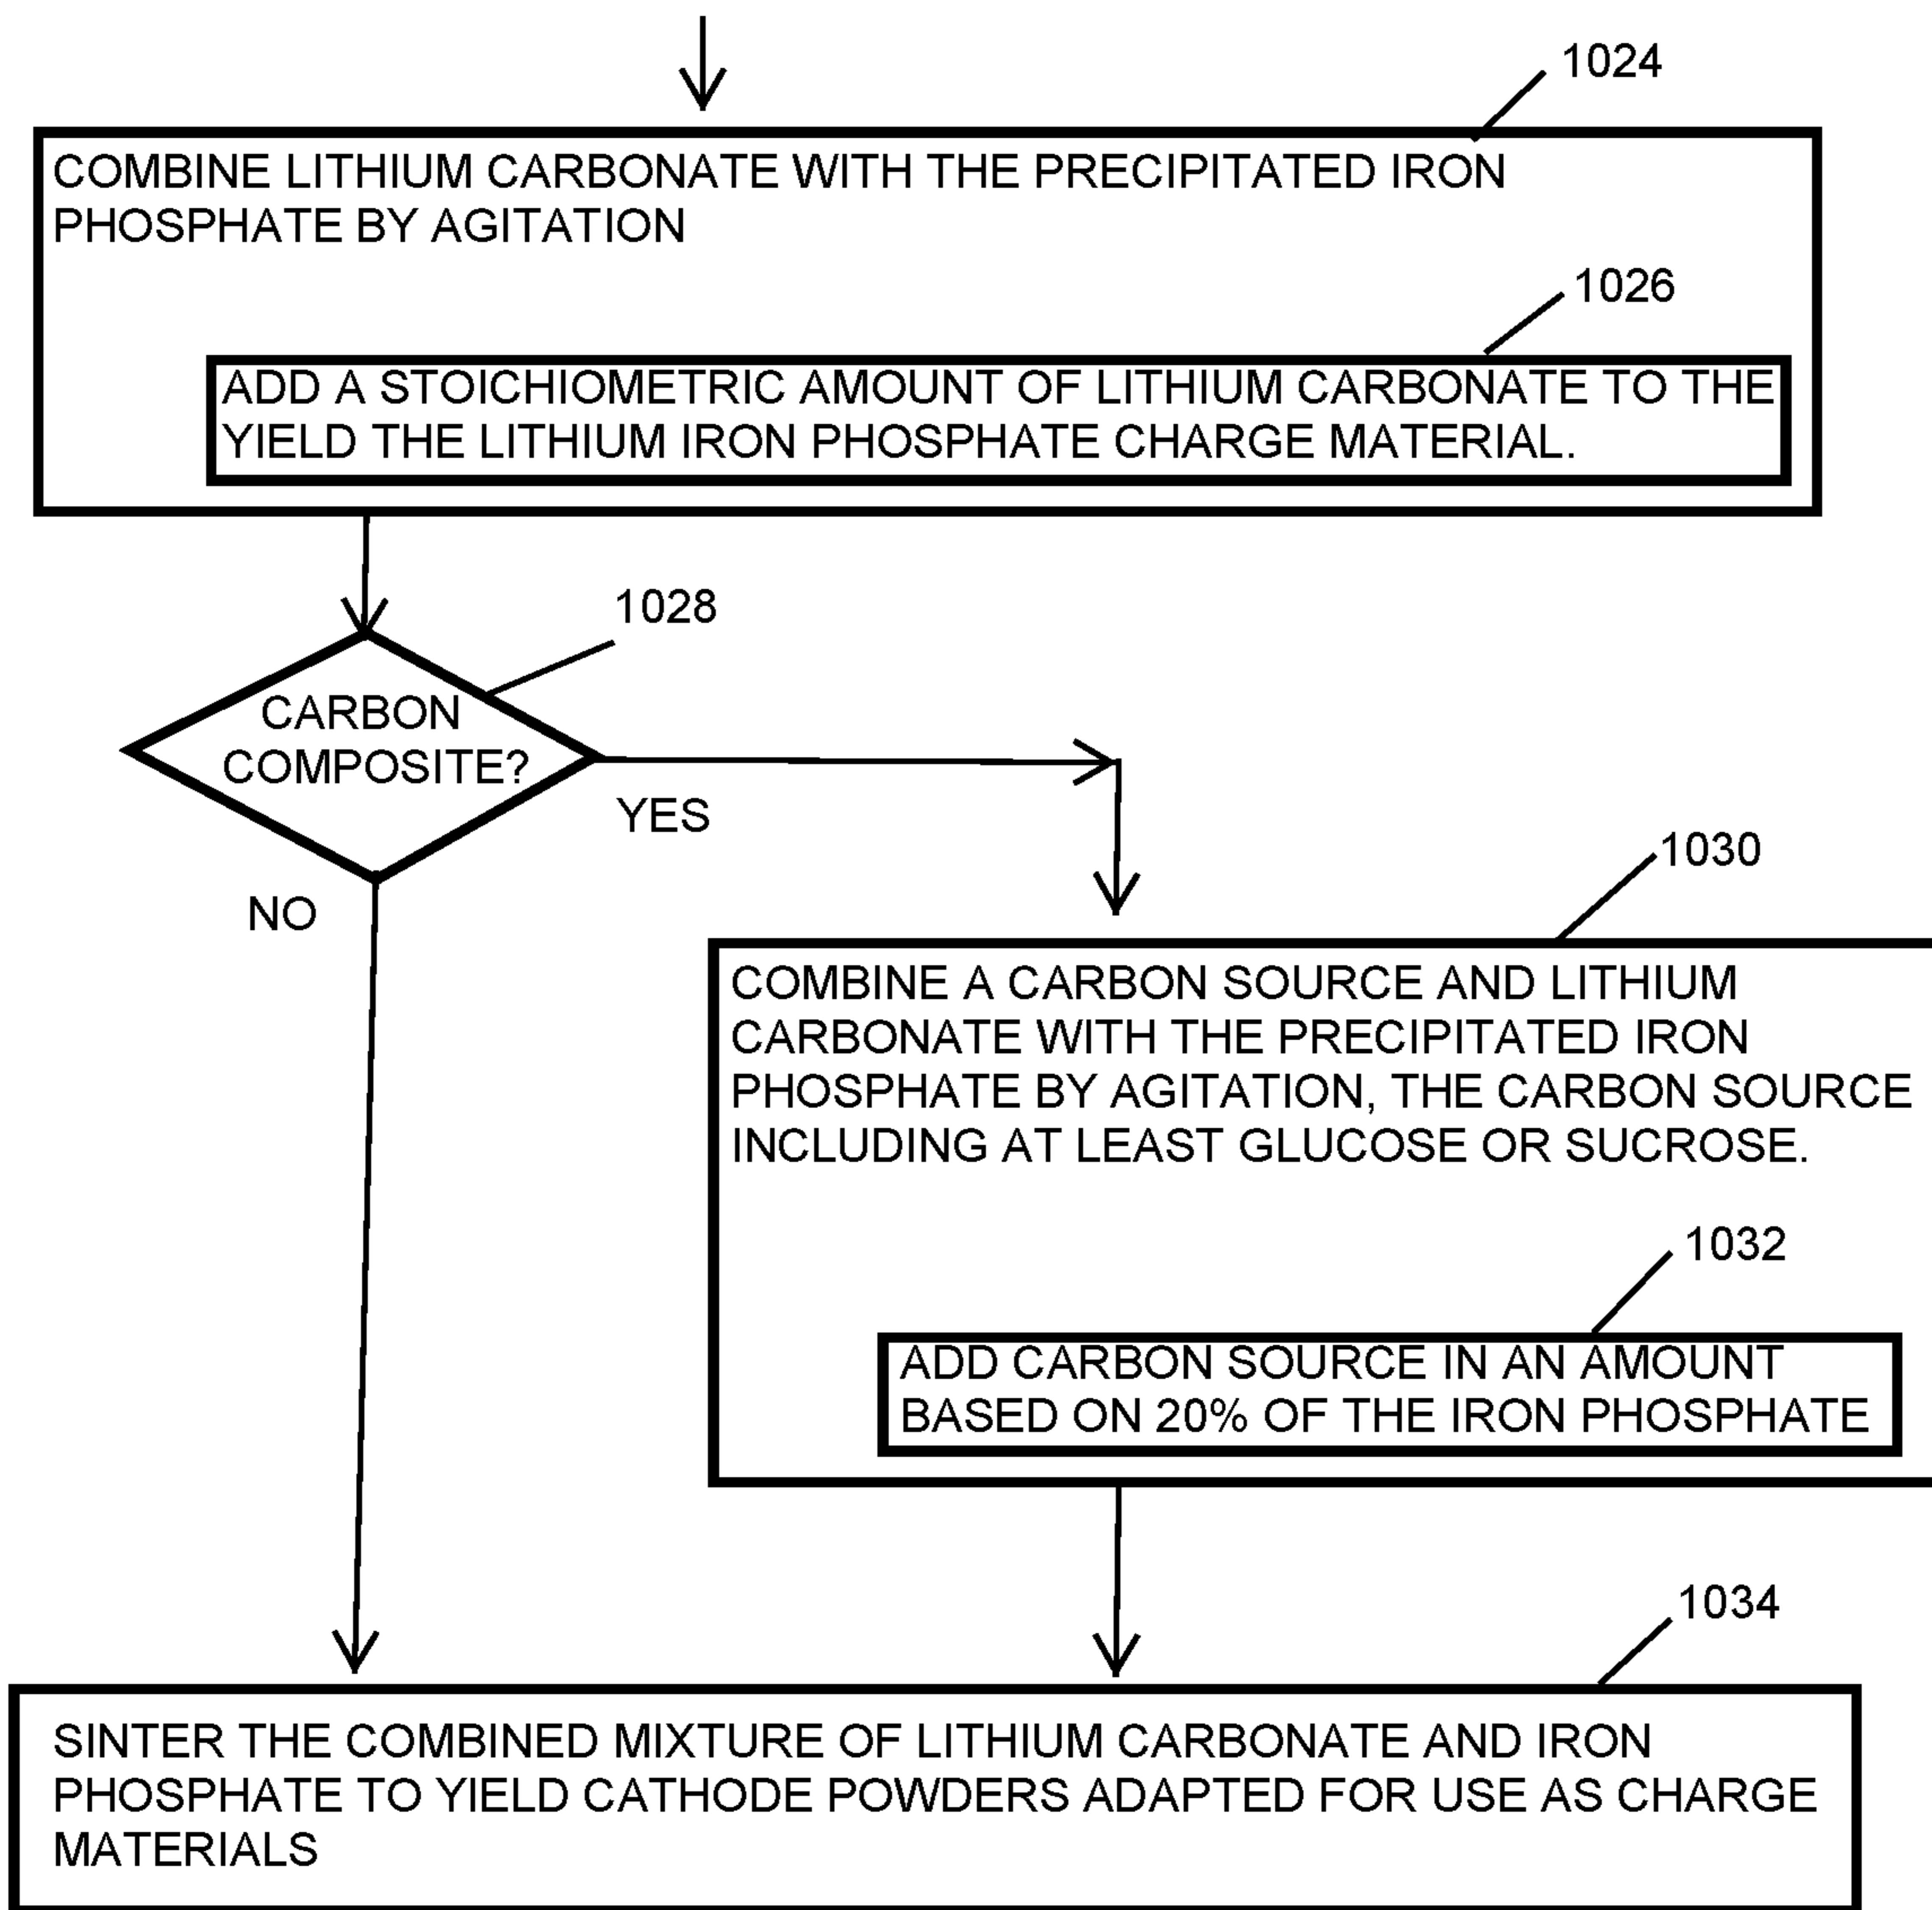 1024
COMBINE LITHIUM CARBONATE WITH THE PRECIPITATED IRON
PHOSPHATE BY AGITATION
1026
ADD A STOICHIOMETRIC AMOUNT OF LITHIUM CARBONATE TO THE
YIELD THE LITHIUM IRON PHOSPHATE CHARGE MATERIAL.
1028
CARBON
COMPOSITE?
YES
NO
1030
COMBINE A CARBON SOURCE AND LITHIUM
CARBONATE WITH THE PRECIPITATED IRON
PHOSPHATE BY AGITATION, THE CARBON SOURCE
INCLUDING AT LEAST GLUCOSE OR SUCROSE.
1032
ADD CARBON SOURCE IN AN AMOUNT
BASED ON 20% OF THE IRON PHOSPHATE
1034
SINTER THE COMBINED MIXTURE OF LITHIUM CARBONATE AND IRON
PHOSPHATE TO YIELD CATHODE POWDERS ADAPTED FOR USE AS CHARGE
MATERIALS